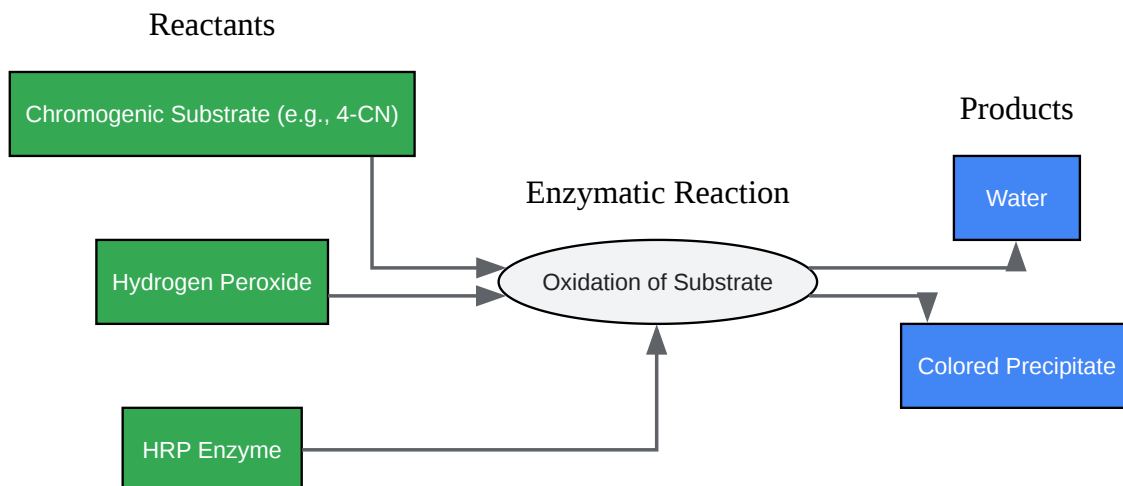 Reactants
Chromogenic Substrate (e.g., 4-CN)
Products
Water
Enzymatic Reaction
Hydrogen Peroxide
Oxidation of Substrate
Colored Precipitate
HRP Enzyme